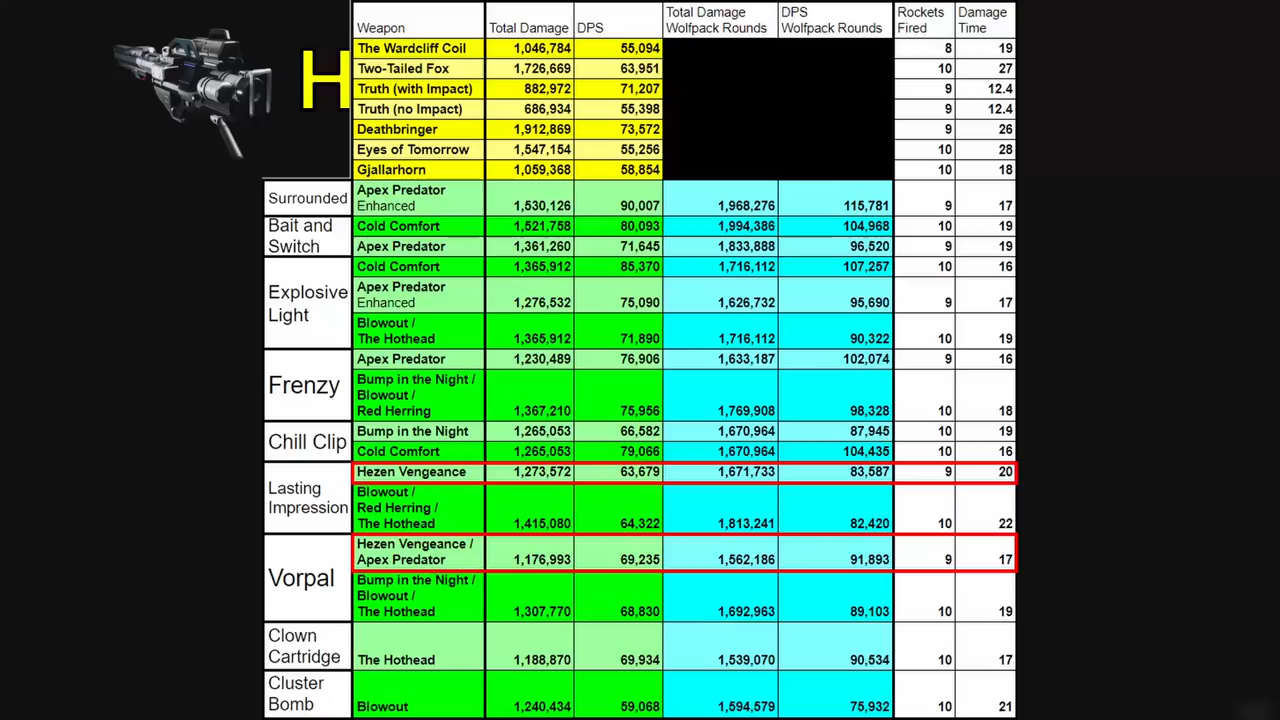 H
Weapon Total Damage DPS Total Damage Wolfpack Rounds DPS Wolfpack Rounds Rockets Fired Damage Time
The Wardcliff Coil 1,046,784 55,094 8 19
Two-Tailed Fox 1,726,669 63,951 10 27
Truth (with Impact) 882,972 71,207 9 12.4
Truth (no Impact) 686,934 55,398 9 12.4
Deathbringer 1,912,869 73,572 9 26
Eyes of Tomorrow 1,547,154 55,256 10 28
Gjallarhorn 1,059,368 58,854 10 18
Surrounded Apex Predator Enhanced 1,530,126 90,007 1,968,276 115,781 9 17
Bait and Switch Cold Comfort 1,521,758 80,093 1,994,386 104,968 10 19
Apex Predator 1,361,260 71,645 1,833,888 96,520 9 19
Explosive Light Cold Comfort 1,365,912 85,370 1,716,112 107,257 10 16
Apex Predator Enhanced 1,276,532 75,090 1,626,732 95,690 9 17
Blowout / The Hothead 1,365,912 71,890 1,716,112 90,322 10 19
Frenzy Apex Predator 1,230,489 76,906 1,633,187 102,074 9 16
Bump in the Night / Blowout / Red Herring 1,367,210 75,956 1,769,908 98,328 10 18
Chill Clip Bump in the Night 1,265,053 66,582 1,670,964 87,945 10 19
Cold Comfort 1,265,053 79,066 1,670,964 104,435 10 16
Lasting Impression Hezen Vengeance 1,273,572 63,679 1,671,733 83,587 9 20
Blowout / Red Herring / The Hothead 1,415,080 64,322 1,813,241 82,420 10 22
Vorpal Hezen Vengeance / Apex Predator 1,176,993 69,235 1,562,186 91,893 9 17
Bump in the Night / Blowout / The Hothead 1,307,770 68,830 1,692,963 89,103 10 19
Clown Cartridge The Hothead 1,188,870 69,934 1,539,070 90,534 10 17
Cluster Bomb Blowout 1,240,434 59,068 1,594,579 75,932 10 21